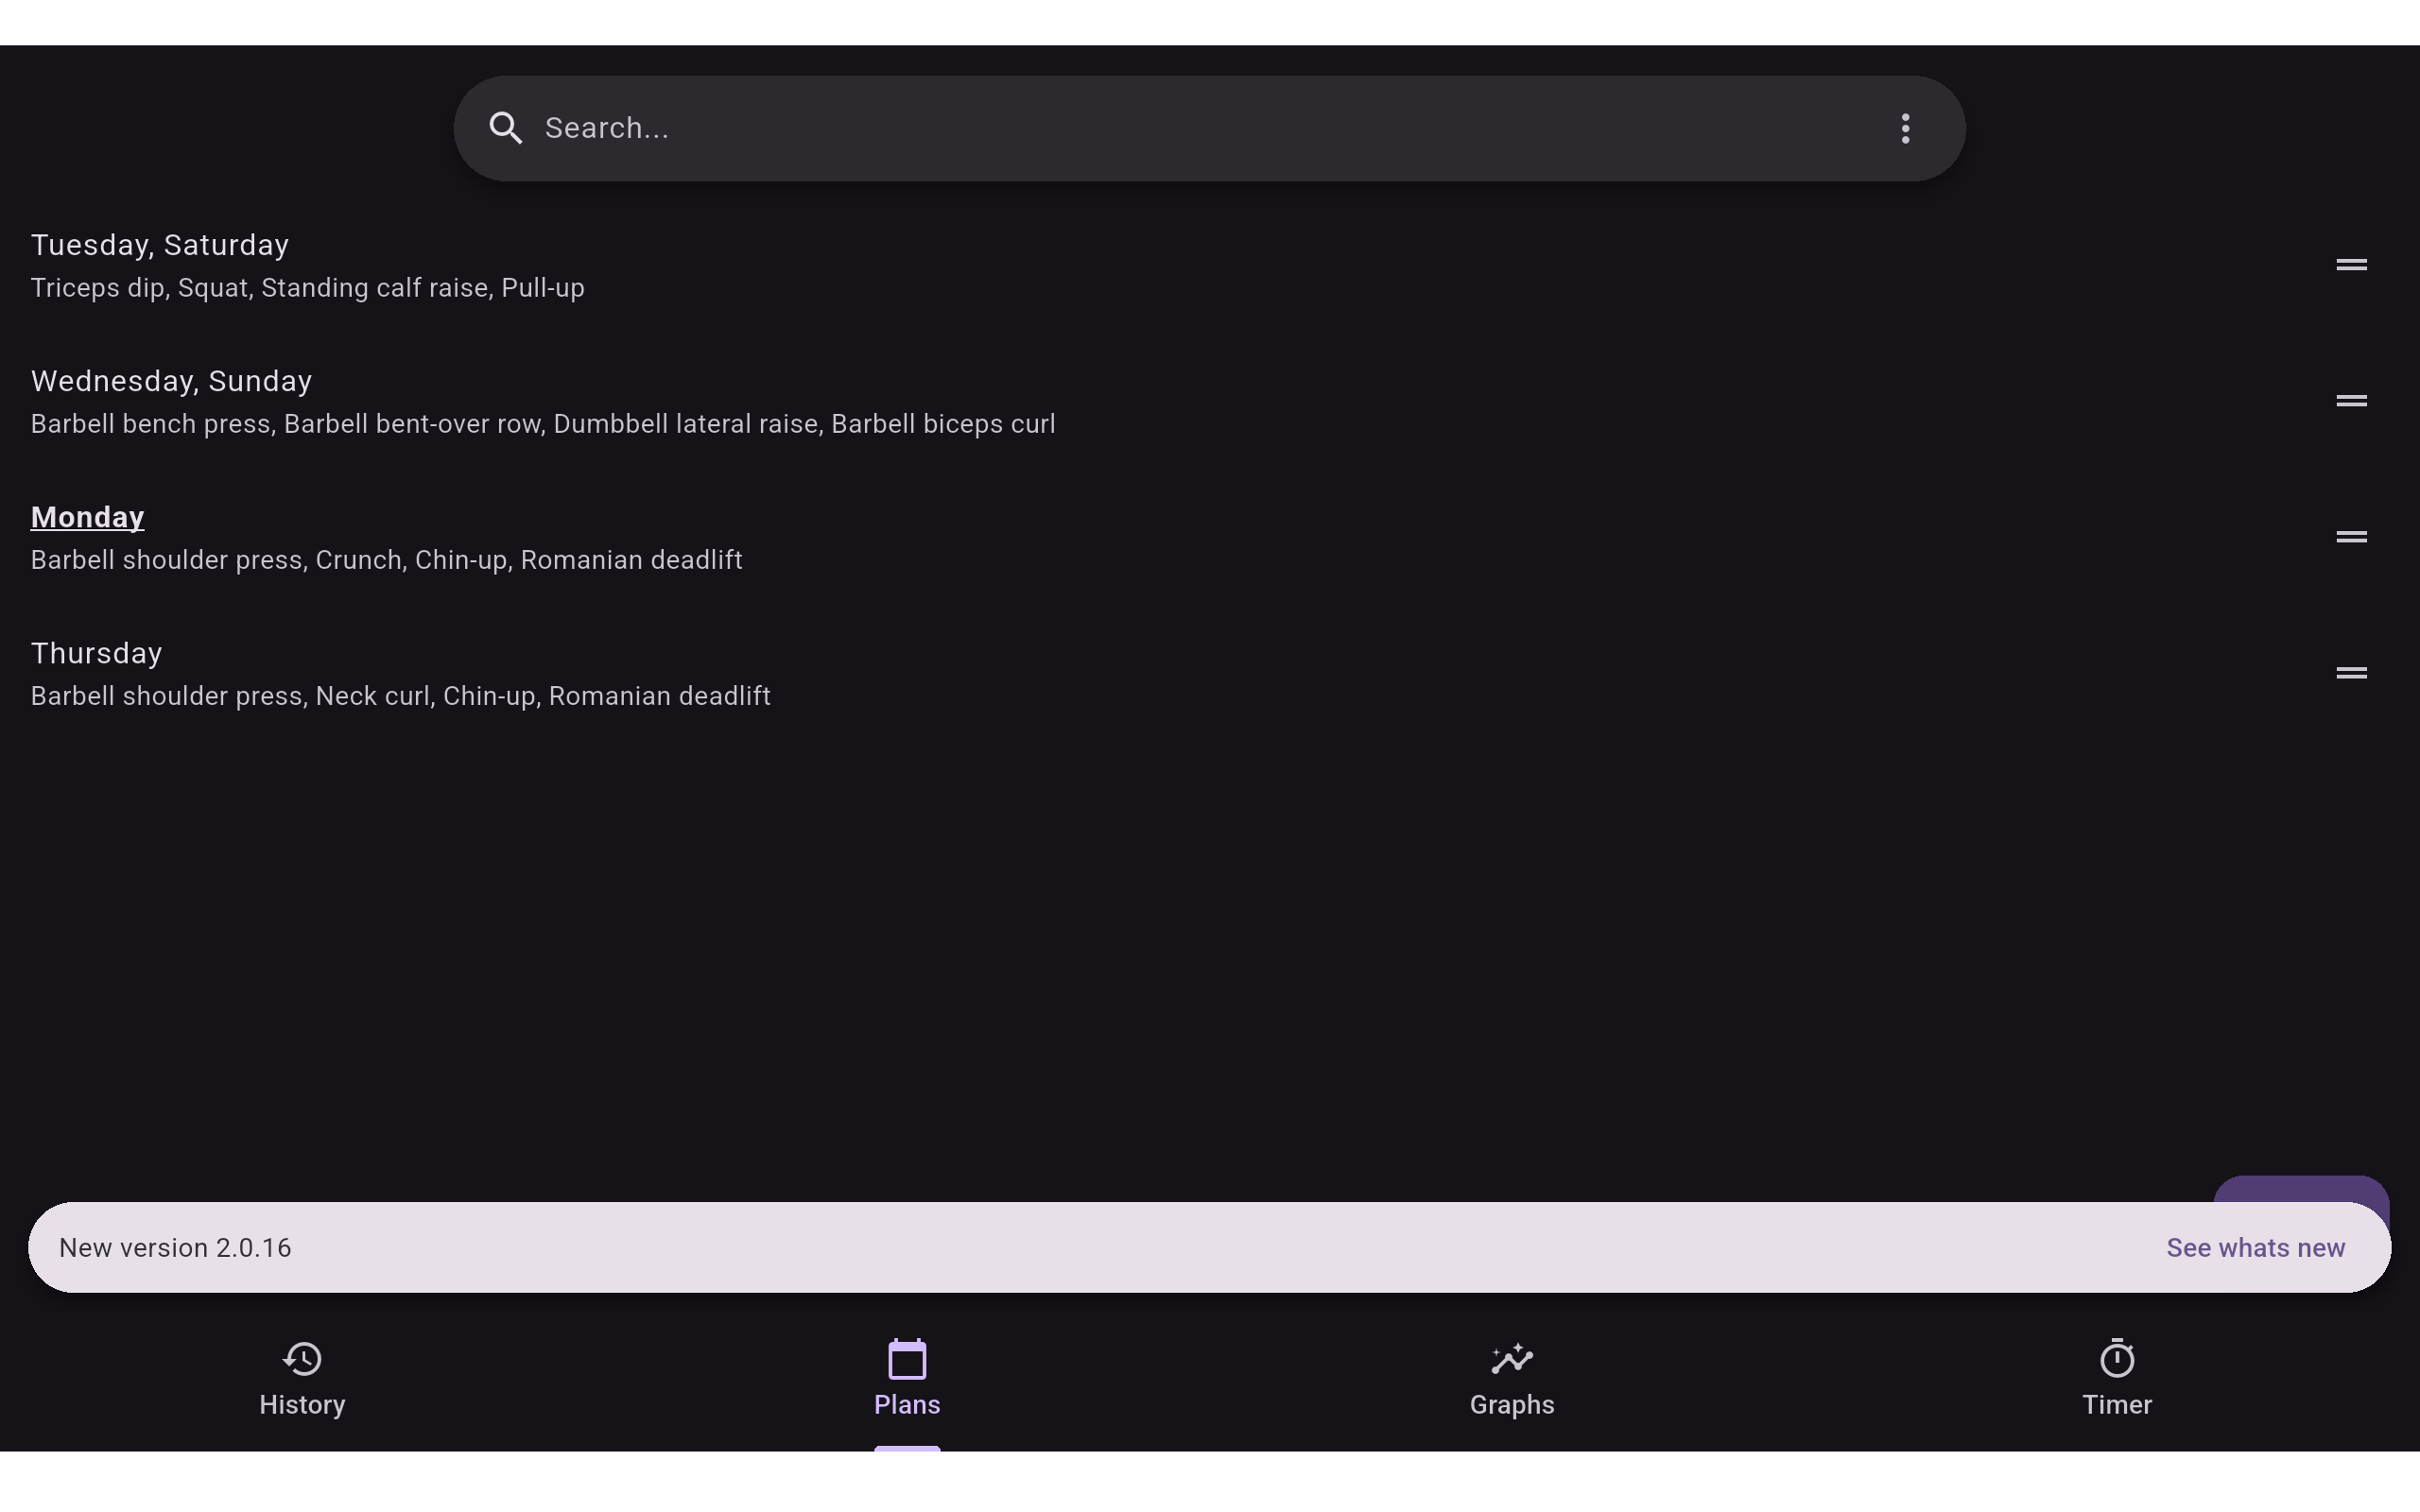 Search...
Tuesday, Saturday
Triceps dip, Squat, Standing calf raise, Pull-up
Wednesday, Sunday
Barbell bench press, Barbell bent-over row, Dumbbell lateral raise, Barbell biceps curl
Monday
Barbell shoulder press, Crunch, Chin-up, Romanian deadlift
Thursday
Barbell shoulder press, Neck curl, Chin-up, Romanian deadlift
New version 2.0.16
See whats new
History
Plans
Graphs
Timer